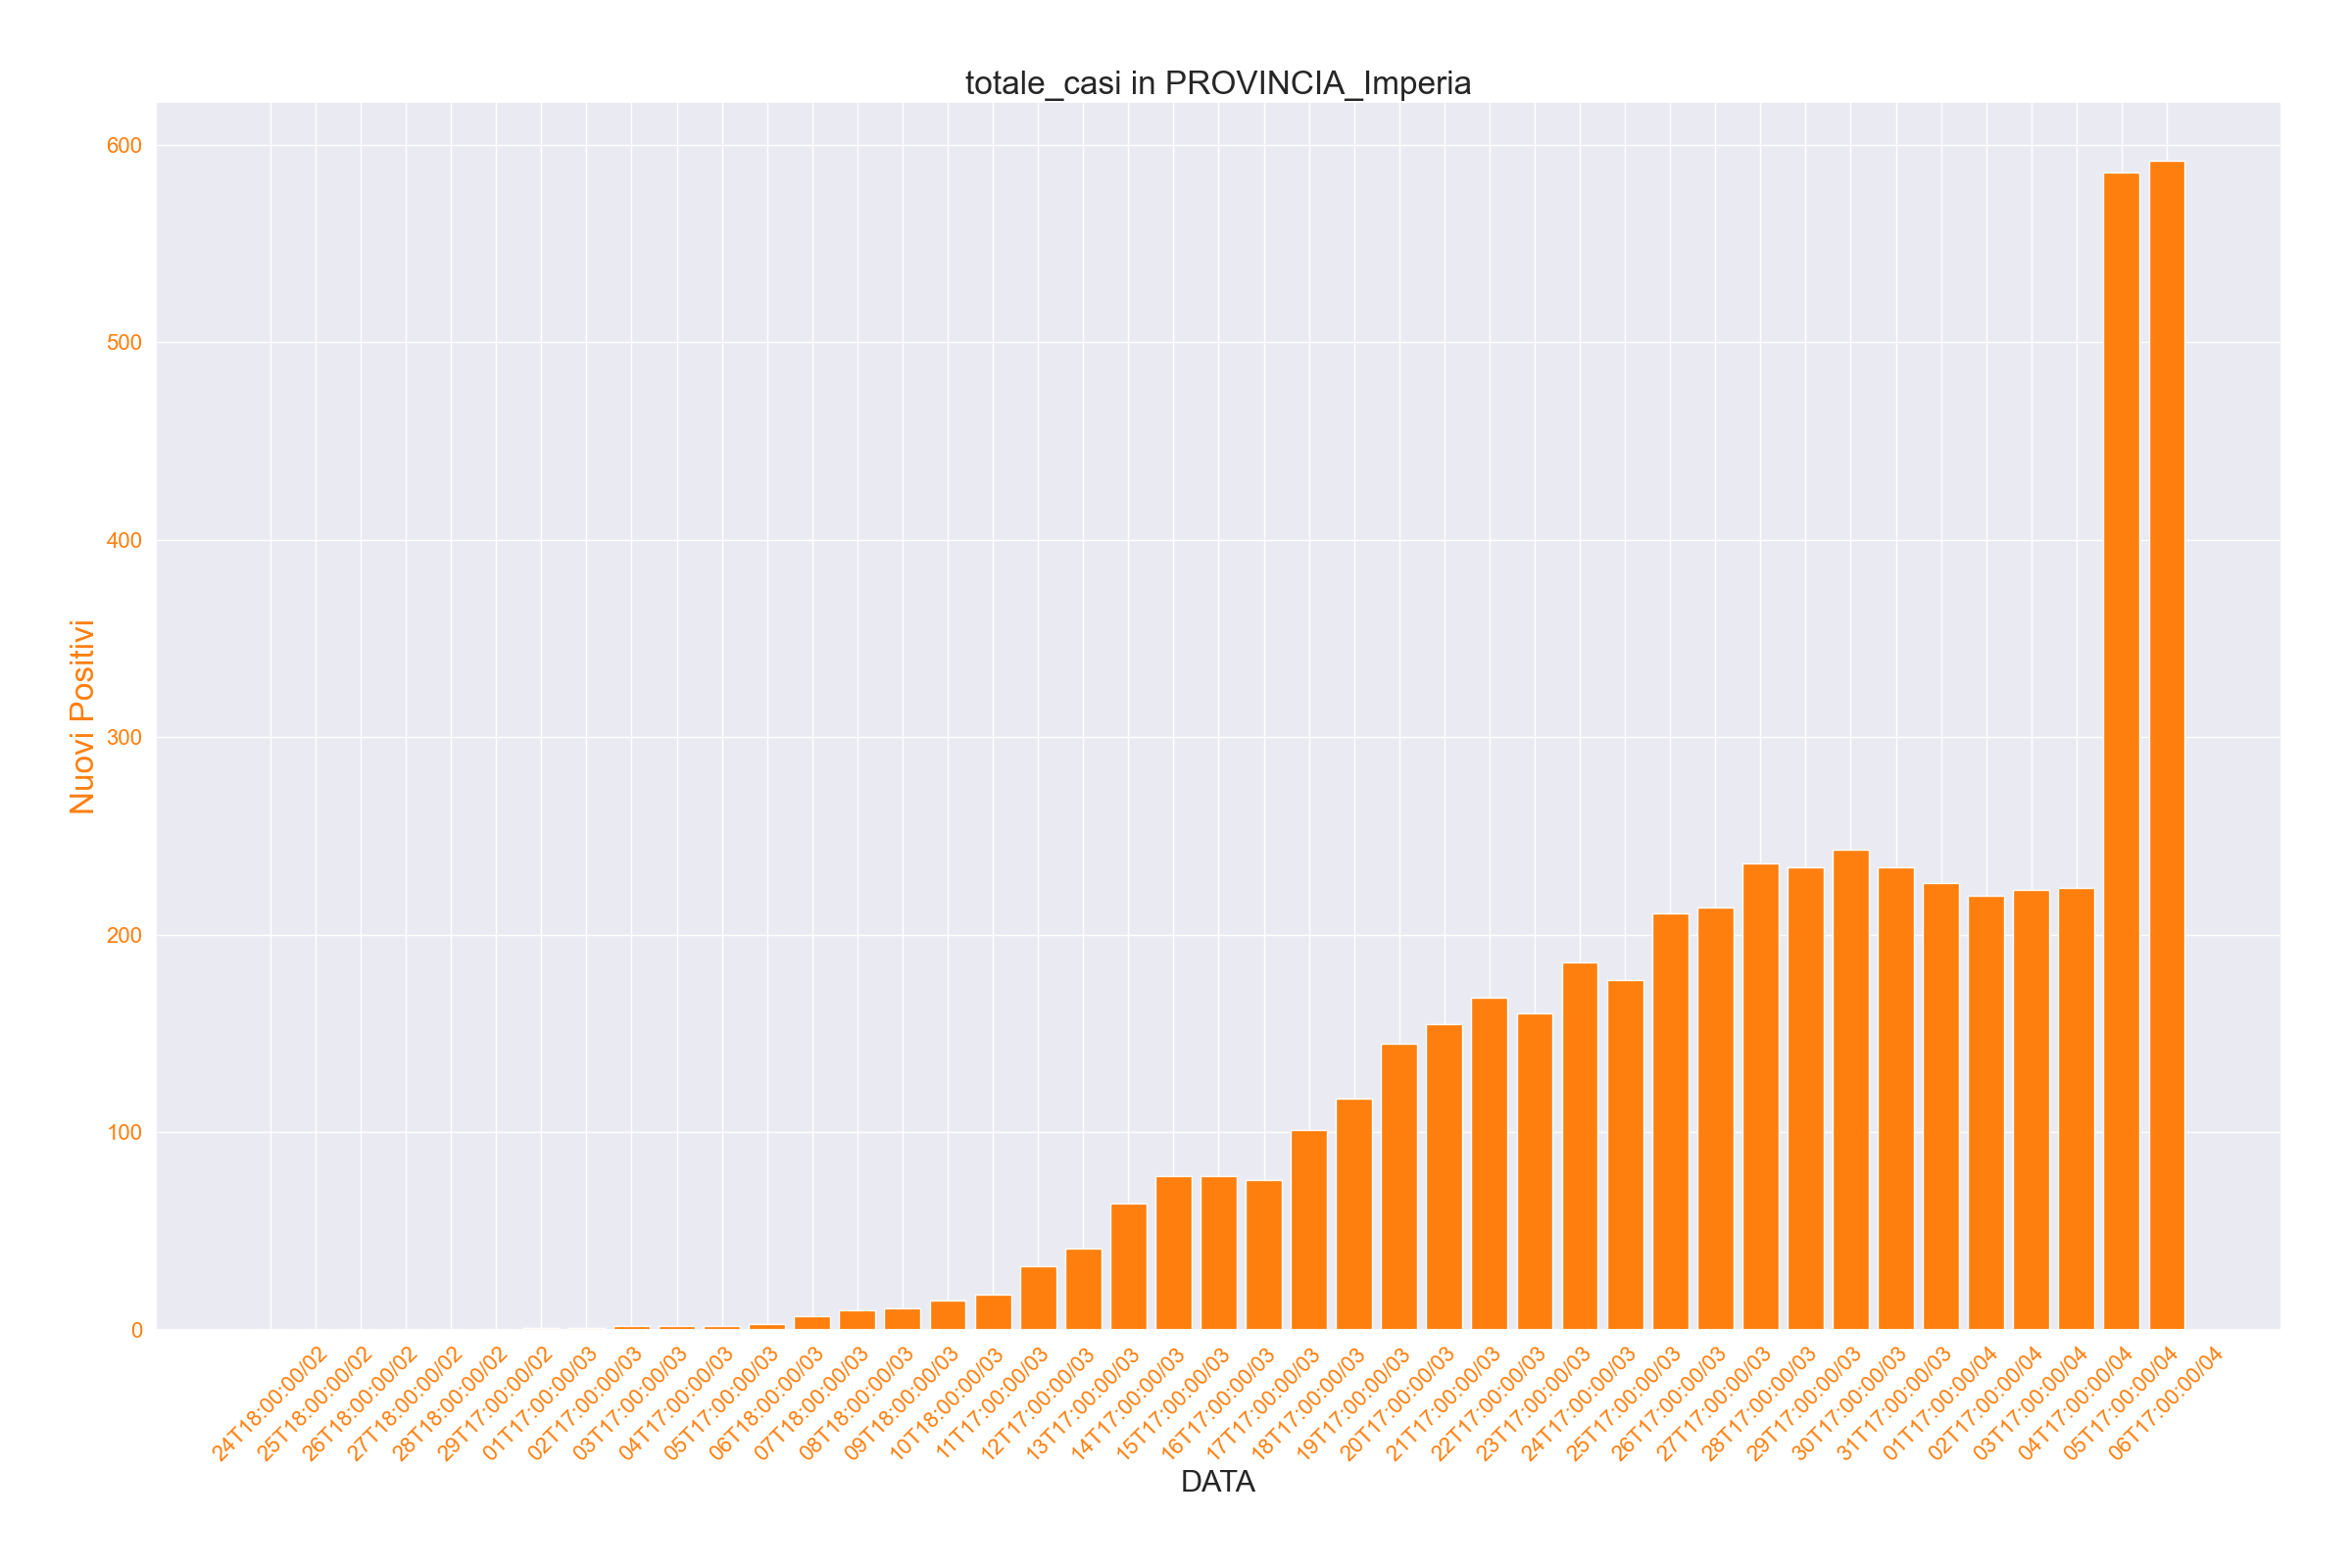 totale_casi in PROVINCIA_Imperia
600
500
400
300
200
100
0
Nuovi Positivi
24T18:00:00/02
25T18:00:00/02
26T18:00:00/02
27T18:00:00/02
28T18:00:00/02
29T17:00:00/02
01T17:00:00/03
02T17:00:00/03
03T17:00:00/03
04T17:00:00/03
05T17:00:00/03
06T18:00:00/03
07T18:00:00/03
08T18:00:00/03
09T18:00:00/03
10T18:00:00/03
11T17:00:00/03
12T17:00:00/03
13T17:00:00/03
14T17:00:00/03
15T17:00:00/03
16T17:00:00/03
17T17:00:00/03
18T17:00:00/03
19T17:00:00/03
20T17:00:00/03
21T17:00:00/03
22T17:00:00/03
23T17:00:00/03
24T17:00:00/03
25T17:00:00/03
26T17:00:00/03
27T17:00:00/03
28T17:00:00/03
29T17:00:00/03
30T17:00:00/03
31T17:00:00/03
01T17:00:00/04
02T17:00:00/04
03T17:00:00/04
04T17:00:00/04
05T17:00:00/04
06T17:00:00/04
DATA